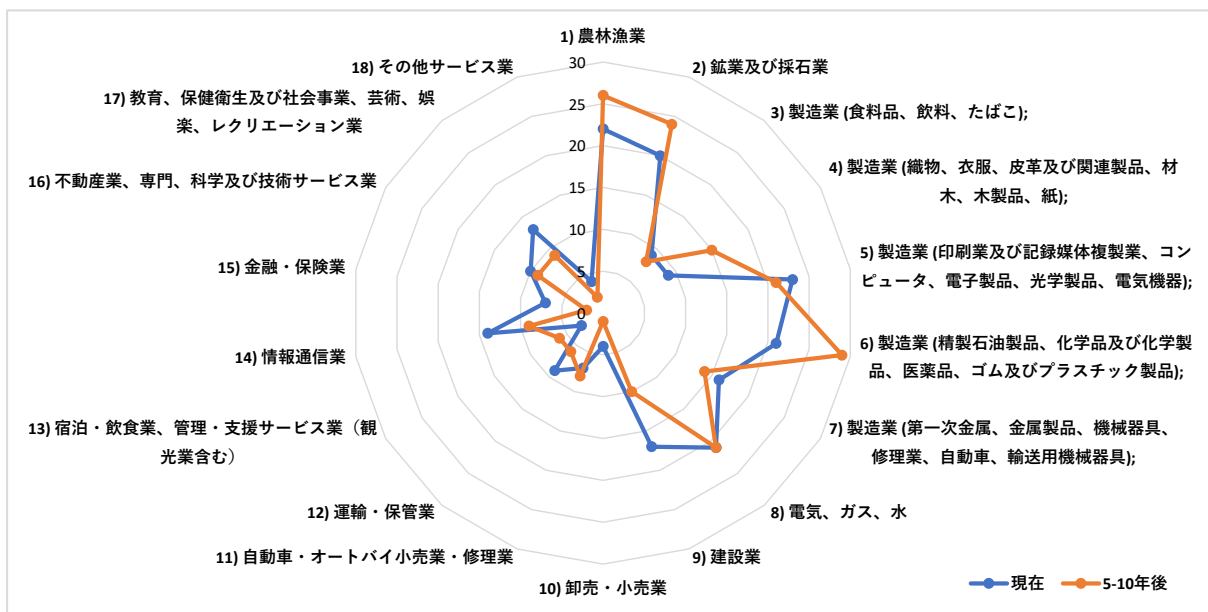 1) 農林漁業
2) 鉱業及び採石業
3) 製造業 (食料品、飲料、たばこ);
4) 製造業 (織物、衣服、皮革及び関連製品、材
木、木製品、紙);
5) 製造業 (印刷業及び記録媒体複製業、コン
ピュータ、電子製品、光学製品、電気機器);
6) 製造業 (精製石油製品、化学品及び化学製
品、医薬品、ゴム及びプラスチック製品);
7) 製造業 (第一次金属、金属製品、機械器具、
修理業、自動車、輸送用機械器具);
8) 電気、ガス、水
9) 建設業
10) 卸売・小売業
11) 自動車・オートバイ小売業・修理業
12) 運輸・保管業
13) 宿泊・飲食業、管理・支援サービス業（観
光業含む）
14) 情報通信業
15) 金融・保険業
16) 不動産業、専門、科学及び技術サービス業
17) 教育、保健衛生及び社会事業、芸術、娯
楽、レクリエーション業
18) その他サービス業
30
25
20
15
10
5
0
現在
5-10年後